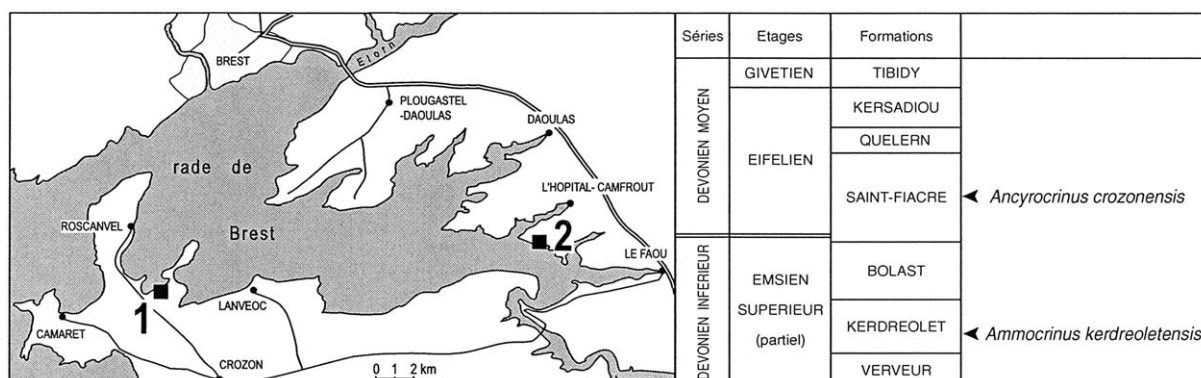 BREST
Elorn
PLOUGASTEL
-DAOULAS
DAOULAS
rade de
L'HOPITAL- CAMFROUT
ROSCANVEL
Brest
2
LE FAOU
LANVEOC
1
CAMARET
CROZON
0 1 2 km
Séries Etages Formations
DEVONIEN MOYEN
GIVETIEN TIBIDY
EIFELIEN
KERSADIOU
QUELERN
SAINT-FIACRE Ancyrocrinus crozonensis
DEVONIEN INFERIEUR
EMSIEN
SUPERIEUR
(partiel)
BOLAST
KERDREOLET Ammocrinus kerdreoletensis
VERVEUR